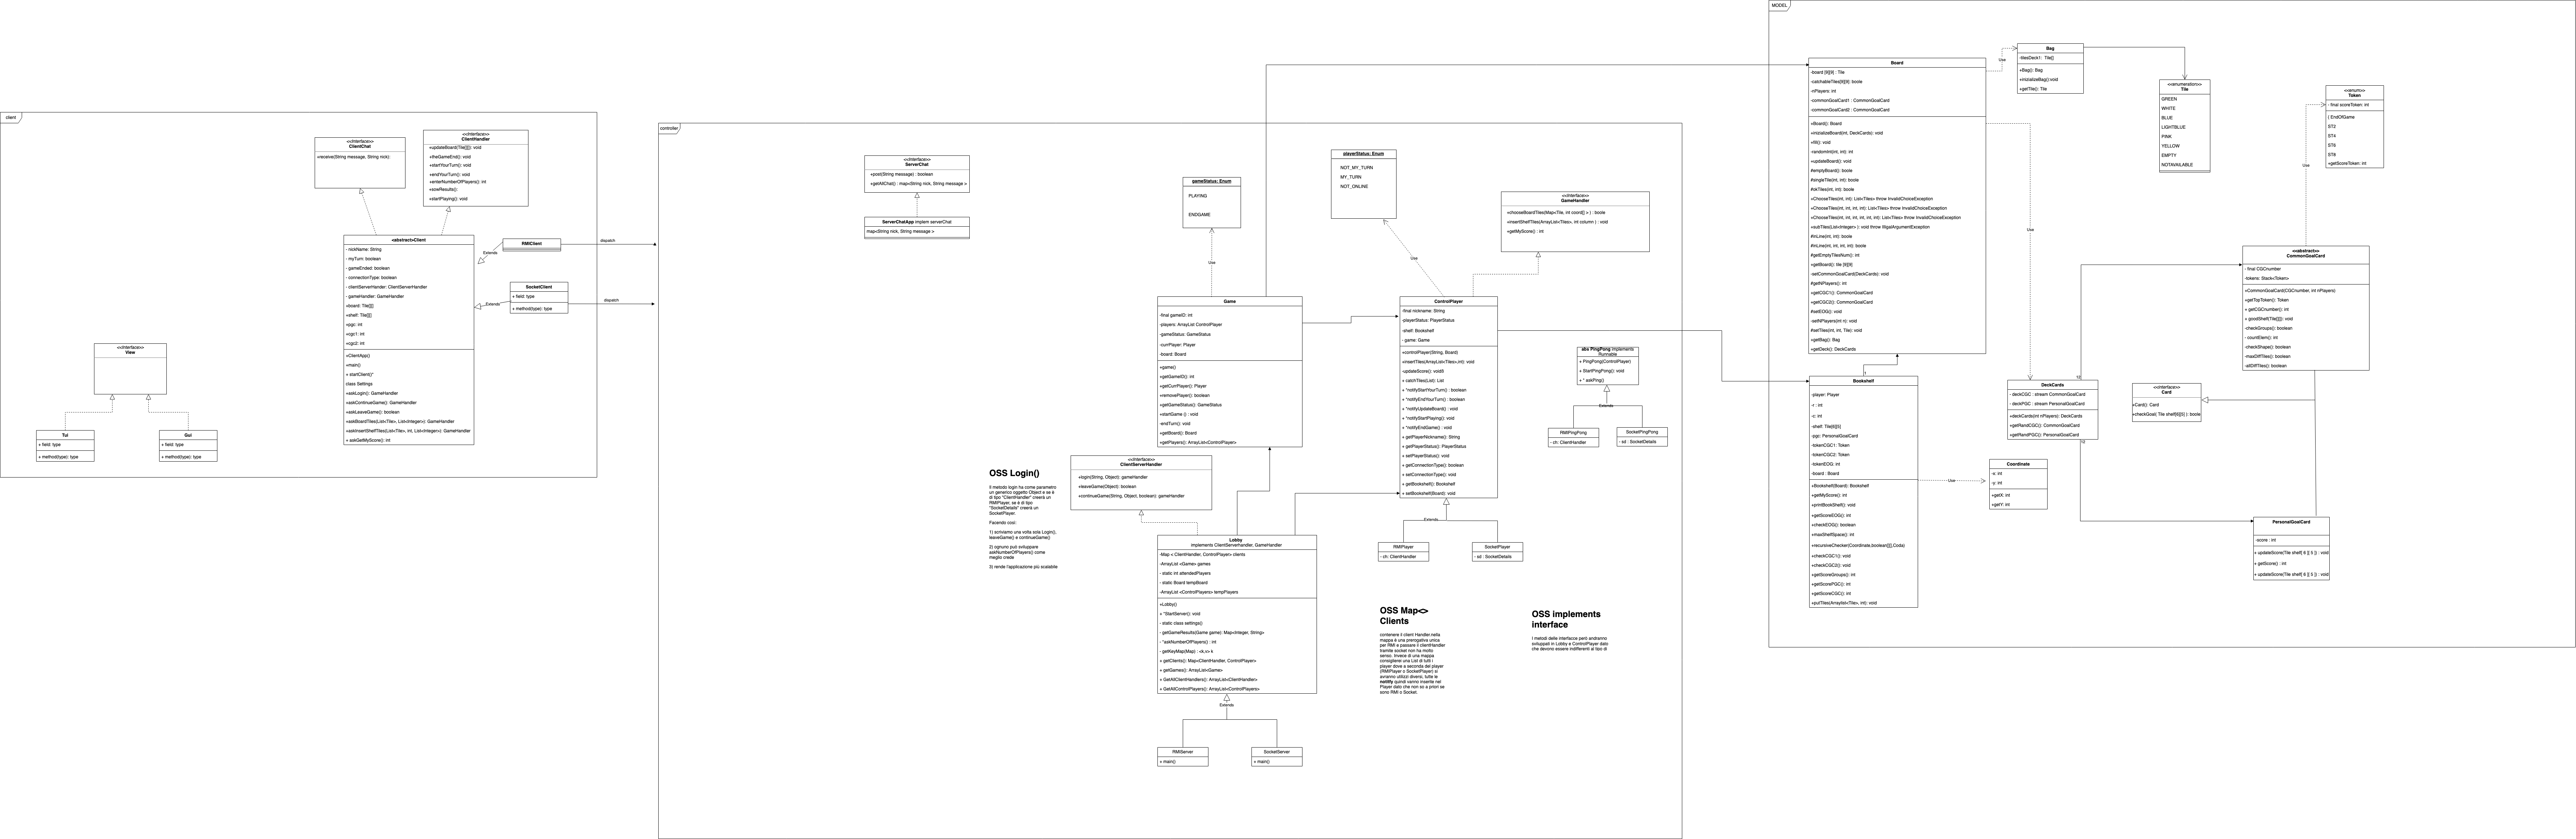 client
<<Interface>>
ClientChat
+receive(String message, String nick):
<<Interface>>
ClientHandler
+updateBoard(Tile[][]): void
+theGameEnd(): void
+startYourTurn(): void
+endYourTurn(): void
+enterNumberOfPlayers(): int
+sowResults():
+startPlaying(): void
<abstract>Client
- nickName: String
- myTurn: boolean
- gameEnded: boolean
- connectionType: boolean
- clientServerHander: ClientServerHandler
- gameHandler: GameHandler
+board: Tile[][]
+shelf: Tile[][]
+pgc: int
+cgc1: int
+cgc2: int
+ClientApp()
+main()
+ startClient()*
class Settings
+askLogin(): GameHandler
+askContinueGame(): GameHandler
+askLeaveGame(): boolean
+askBoardTiles(List<Tile>, List<Integer>): GameHandler
+askInsertShelfTiles(List<Tile>, int, List<Integer>): GameHandler
+ askGetMyScore(): int
RMIClient
Extends
dispatch
SocketClient
+ field: type
+ method(type): type
Extends
dispatch
<<Interface>>
View
Tui
+ field: type
+ method(type): type
Gui
+ field: type
+ method(type): type
controller
<<Interface>>
ServerChat
+post(String message) : boolean
+getAllChat() : map<String nick, String message >
ServerChatApp implem serverChat
map<String nick, String message >
gameStatus: Enum
PLAYING
ENDGAME
Use
playerStatus: Enum
NOT_MY_TURN
MY_TURN
NOT_ONLINE
Use
<<Interface>>
GameHandler
+chooseBoardTiles(Map<Tile, int coord[] > ) : boole
+insertShelfTiles(ArrayList<Tiles>, int column ) : void
+getMyScore() : int
Game
-final gameID: int
-players: ArrayList ControlPlayer
-gameStatus: GameStatus
-currPlayer: Player
-board: Board
+game()
+getGameID(): int
+getCurrPlayer(): Player
+removePlayer(): boolean
+getGameStatus(): GameStatus
+startGame () : void
-endTurn(): void
+getBoard(): Board
+getPlayers(): ArrayList<ControlPlayer>
ControlPlayer
-final nickname: String
-playerStatus: PlayerStatus
-shelf: Bookshelf
- game: Game
+controlPlayer(String, Board)
+insertTiles(ArrayList<Tiles>,int): void
+updateScore(): voidfi
+ catchTiles(List): List
+ *notifyStartYourTurn() : boolean
+ *notifyEndYourTurn() : boolean
+ *notifyUpdateBoard() : void
+ *notifyStartPlaying(): void
+ *notifyEndGame() : void
+ getPlayerNickname(): String
+ getPlayerStatus(): PlayerStatus
+ setPlayerStatus(): void
+ getConnectionType(): boolean
+ setConnectionType(): void
+ getBookshelf(): Bookshelf
+ setBookshelf(Board): void
Extends
RMIPlayer
- ch: ClientHandler
SocketPlayer
- sd : SocketDetails
abs PingPong implements
Runnable
+ PingPong(ControlPlayer)
+ StartPingPong(): void
+ * askPing()
Extends
RMIPingPong
- ch: ClientHandler
SocketPingPong
- sd : SocketDetails
<<Interface>>
ClientServerHandler
+login(String, Object): gameHandler
+leaveGame(Object): boolean
+continueGame(String, Object, boolean): gameHandler
OSS Login()
Il metodo login ha come parametro
un generico oggetto Object e se è
di tipo "ClientHandler" creerà un
RMIPlayer, se è di tipo
"SocketDetails" creerà un
SocketPlayer.
Facendo così:
1) scriviamo una volta sola Login(),
leaveGame() e continueGame()
2) ognuno può sviluppare
askNumberOfPlayers() come
meglio crede
3) rende l'applicazione più scalabile
Lobby
implements ClientServerhandler, GameHandler
-Map < ClientHandler, ControlPlayer> clients
-ArrayList <Game> games
- static int attendedPlayers
- static Board tempBoard
-ArrayList <ControlPlayers> tempPlayers
+Lobby()
+ *StartServer(): void
- static class settings()
- getGameResults(Game game): Map<Integer, String>
- *askNumberOfPlayers() : int
- getKeyMap(Map) : <k,v> k
+ getClients(): Map<ClientHandler, ControlPlayer>
+ getGames(): ArrayList<Game>
+ GetAllClientHandlers(): ArrayList<ClientHandler>
+ GetAllControlPlayers(): ArrayList<ControlPlayers>
Extends
RMIServer
+ main()
SocketServer
+ main()
OSS Map<>
Clients
contenere il client Handler nella
mappa è una prerogativa unica
per RMI e passare il clientHandler
tramite socket non ha molto
senso. Invece di una mappa
consiglierei una List di tutti i
player dove a seconda del player
(RMIPlayer o SocketPlayer) si
avranno utilizzi diversi, tutte le
notiffy quindi vanno inserite nel
Player dato che non so a priori se
sono RMI o Socket.
OSS implements
interface
I metodi delle interfacce però andranno
sviluppati in Lobby e ControlPlayer dato
che devono essere indifferenti al tipo di
MODEL
Board
-board [9][9] : Tile
-catchableTiles[9][9]: boole
-nPlayers: int
-commonGoalCard1 : CommonGoalCard
-commonGoalCard2 : CommonGoalCard
+Board(): Board
+inizializeBoard(int, DeckCards): void
+fill(): void
-randomInt(int, int): int
+updateBoard(): void
#emptyBoard(): boole
#singleTile(int, int): boole
#okTiles(int, int): boole
+ChooseTiles(int, int): List<Tiles> throw InvalidChoiceException
+ChooseTiles(int, int, int, int): List<Tiles> throw InvalidChoiceException
+ChooseTiles(int, int, int, int, int, int): List<Tiles> throw InvalidChoiceException
+subTiles(List<Integer> ): void throw IllIgalArgumentException
#inLine(int, int): boole
#inLine(int, int, int, int): boole
#getEmptyTilesNum(): int
+getBoard(): tile [9][9]
-setCommonGoalCard(DeckCards): void
#getNPlayers(): int
+getCGC1(): CommonGoalCard
+getCGC2(): CommonGoalCard
#setEOG(): void
-setNPlayers(int n): void
#setTiles(int, int, Tile): void
+getBag(): Bag
+getDeck(): DeckCards
Use
Bag
-tilesDeck1: Tile[]
+Bag(): Bag
+inizializeBag():void
+getTile(): Tile
<<enumeration>>
Tile
GREEN
WHITE
BLUE
LIGHTBLUE
PINK
YELLOW
EMPTY
NOTAVAILABLE
<<enum>>
Token
- final scoreToken: int
( EndOfGame
ST2
ST4
ST6
ST8
+getScoreToken: int
Use
Use
<<abstract>>
CommonGoalCard
- final CGCnumber
-tokens: Stack<Token>
+CommonGoalCard(CGCnumber, int nPlayers)
+getTopToken(): Token
+ getCGCnumber(): int
+ goodShelf(Tile[][]): void
-checkGroups(): boolean
- countElem(): int
-checkShape(): boolean
-maxDiffTiles(): boolean
-allDiffTiles(): boolean
1
Bookshelf
-player: Player
-r : int
-c: int
-shelf: Tile[6][5]
-pgc: PersonalGoalCard
-tokenCGC1: Token
-tokenCGC2: Token
-tokenEOG: int
-board : Board
+Bookshelf(Board): Bookshelf
+getMyScore(): int
+printBookShelf(): void
+getScoreEOG(): int
+checkEOG(): boolean
+maxShelfSpace(): int
+recursiveChecker(Coordinate,boolean[][],Coda)
+checkCGC1(): void
+checkCGC2(): void
+getScoreGroups(): int
+getScorePGC(): int
+getScoreCGC(): int
+putTiles(Arraylist<Tile>, int): void
Use
12
DeckCards
- deckCGC : stream CommonGoalCard
- deckPGC : stream PersonalGoalCard
+deckCards(int nPlayers): DeckCards
+getRandCGC(): CommonGoalCard
+getRandPGC(): PersonalGoalCard
12
<<Interface>>
Card
+Card(): Card
+checkGoal( Tile shelf[6][5] ): boole
Coordinate
-x: int
-y: int
+getX: int
+getY: int
PersonalGoalCard
-score : int
+ updateScore(Tile shelf[ 6 ][ 5 ]) : void
+ getScore() : int
+ updateScore(Tile shelf[ 6 ][ 5 ]) : void